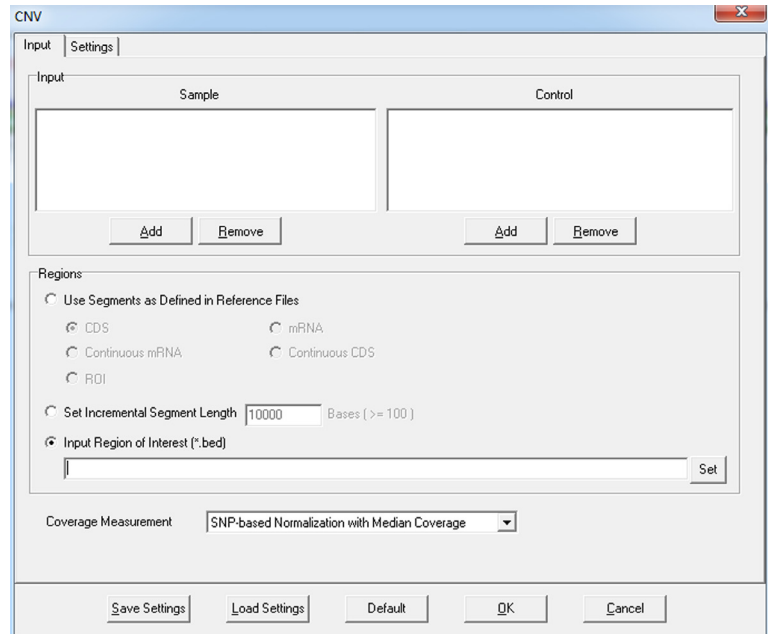 CNV
Input Settings
Input
Sample Control
Add Remove Add Remove
Regions
Use Segments as Defined in Reference Files
CDS mRNA
Continuous mRNA Continuous CDS
ROI
Set Incremental Segment Length 10000 Bases ( >= 100 )
Input Region of Interest (*.bed)
Set
Coverage Measurement SNP-based Normalization with Median Coverage
Save Settings Load Settings Default OK Cancel